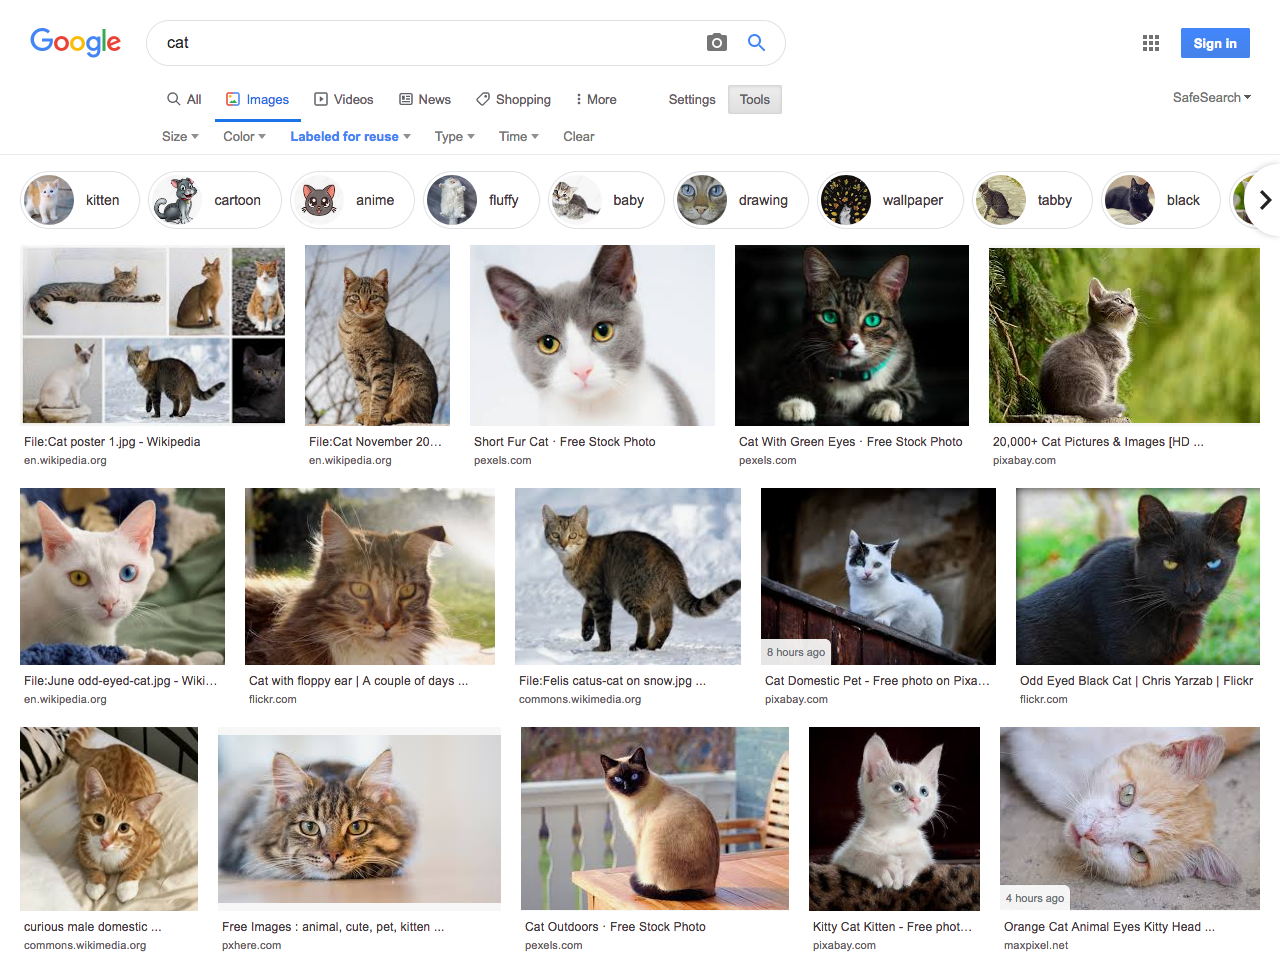 Google
cat
Sign in
All Images Videos News Shopping More Settings Tools
SafeSearch
Size Color Labeled for reuse Type Time Clear
kitten cartoon anime fluffy baby drawing wallpaper tabby black
File:Cat poster 1.jpg - Wikipedia
en.wikipedia.org
File:Cat November 20...
en.wikipedia.org
Short Fur Cat · Free Stock Photo
pexels.com
Cat With Green Eyes · Free Stock Photo
pexels.com
20,000+ Cat Pictures & Images [HD ...
pixabay.com
8 hours ago
File:June odd-eyed-cat.jpg - Wiki...
en.wikipedia.org
Cat with floppy ear | A couple of days ...
flickr.com
File:Felis catus-cat on snow.jpg ...
commons.wikimedia.org
Cat Domestic Pet - Free photo on Pixa...
pixabay.com
Odd Eyed Black Cat | Chris Yarzab | Flickr
flickr.com
4 hours ago
curious male domestic ...
commons.wikimedia.org
Free Images : animal, cute, pet, kitten ...
pxhere.com
Cat Outdoors · Free Stock Photo
pexels.com
Kitty Cat Kitten - Free phot...
pixabay.com
Orange Cat Animal Eyes Kitty Head ...
maxpixel.net